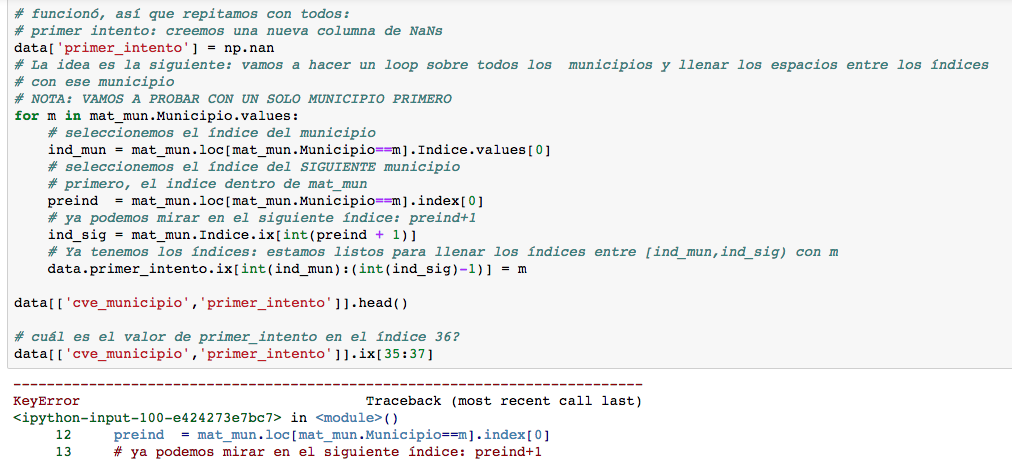 # funcionó, así que repitamos con todos:
# primer intento: creemos una nueva columna de NaNs
data['primer_intento'] = np.nan
# La idea es la siguiente: vamos a hacer un loop sobre todos los  municipios y llenar los espacios entre los índices
# con ese municipio
# NOTA: VAMOS A PROBAR CON UN SOLO MUNICIPIO PRIMERO
for m in mat_mun.Municipio.values:
    # seleccionemos el índice del municipio
    ind_mun = mat_mun.loc[mat_mun.Municipio==m].Indice.values[0]
    # seleccionemos el índice del SIGUIENTE municipio
    # primero, el indice dentro de mat_mun
    preind  = mat_mun.loc[mat_mun.Municipio==m].index[0]
    # ya podemos mirar en el siguiente índice: preind+1
    ind_sig = mat_mun.Indice.ix[int(preind + 1)]
    # Ya tenemos los índices: estamos listos para llenar los índices entre [ind_mun,ind_sig) con m
    data.primer_intento.ix[int(ind_mun):(int(ind_sig)-1)] = m
data[['cve_municipio','primer_intento']].head()
# cuál es el valor de primer_intento en el índice 36?
data[['cve_municipio','primer_intento']].ix[35:37]
---------------------------------------------------------------------------
KeyError                                  Traceback (most recent call last)
<ipython-input-100-e424273e7bc7> in <module>()
     12     preind  = mat_mun.loc[mat_mun.Municipio==m].index[0]
     13     # ya podemos mirar en el siguiente índice: preind+1